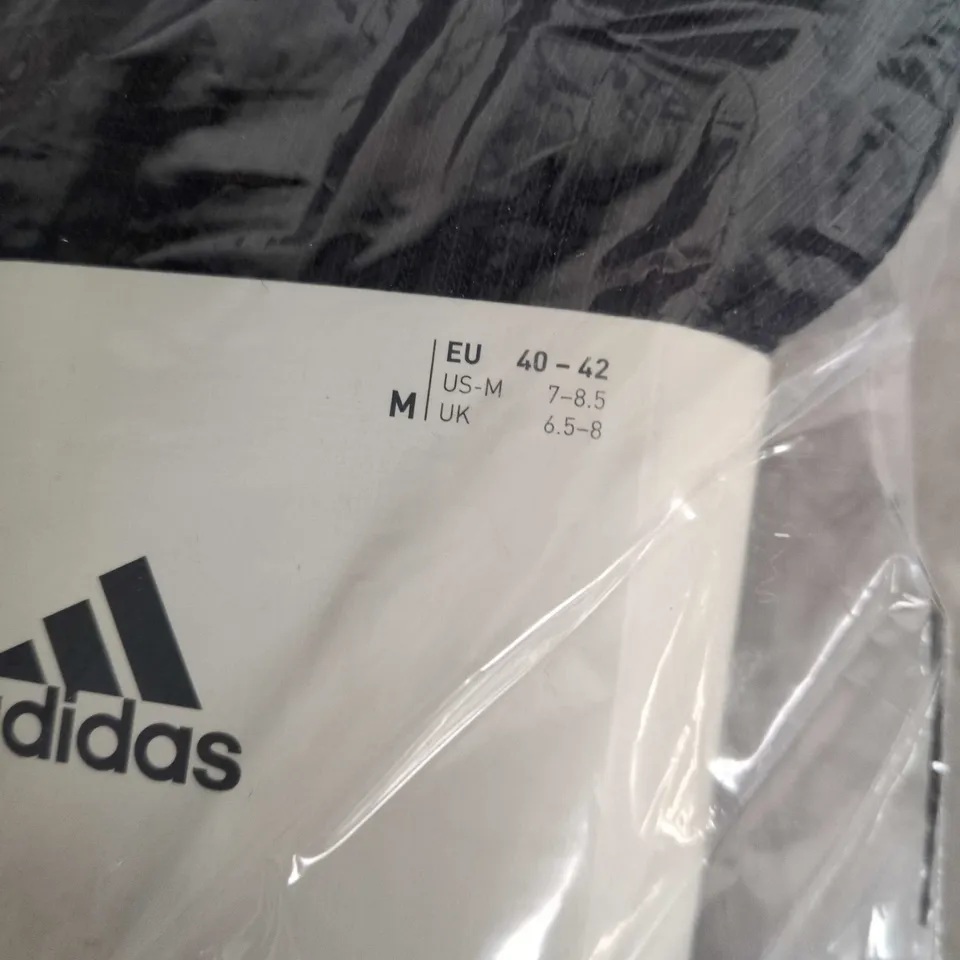 EU 40 – 42
US-M 7–8.5
M UK 6.5–8
adidas